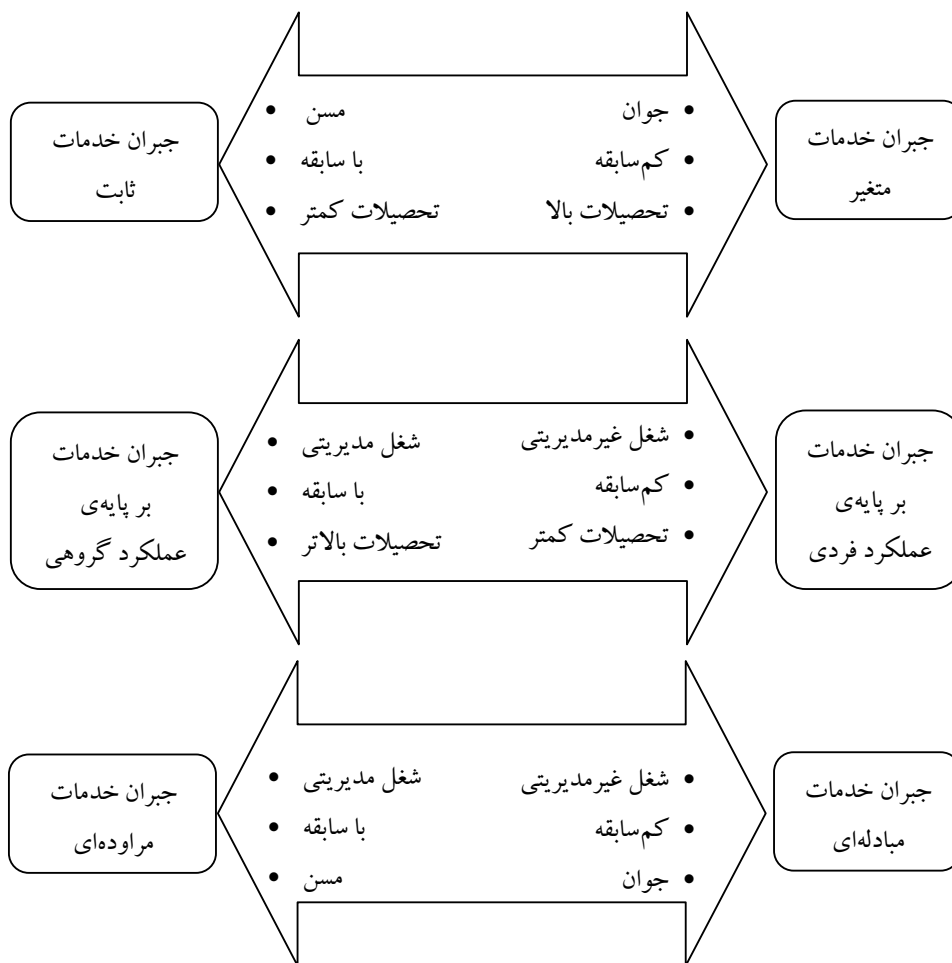 جبران خدمات
متغیر
• جوان
• کم‌سابقه
• تحصیلات بالا
• مسن
• با سابقه
• تحصیلات کمتر
جبران خدمات
ثابت
جبران خدمات
بر پایه‌ی
عملکرد فردی
• شغل غیرمدیریتی
• کم‌سابقه
• تحصیلات کمتر
• شغل مدیریتی
• با سابقه
• تحصیلات بالاتر
جبران خدمات
بر پایه‌ی
عملکرد گروهی
جبران خدمات
مبادله‌ای
• شغل غیرمدیریتی
• کم‌سابقه
• جوان
• شغل مدیریتی
• با سابقه
• مسن
جبران خدمات
مراوده‌ای